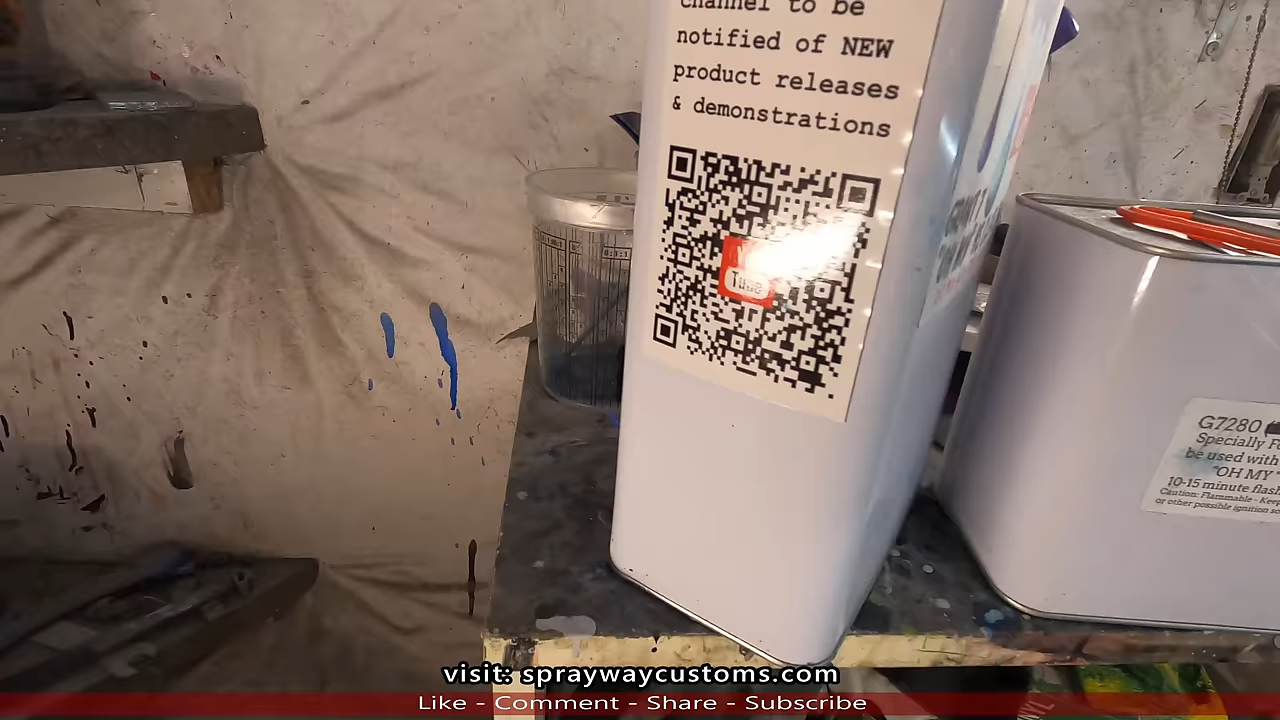 channel to be
notified of NEW
product releases
& demonstrations
Tube
G7280
Specially
be used with
"OH MY
10-15 minute flash
Caution: Flammable - Keep
or other possible ignition
visit: spraywaycustoms.com
Like - Comment - Share - Subscribe